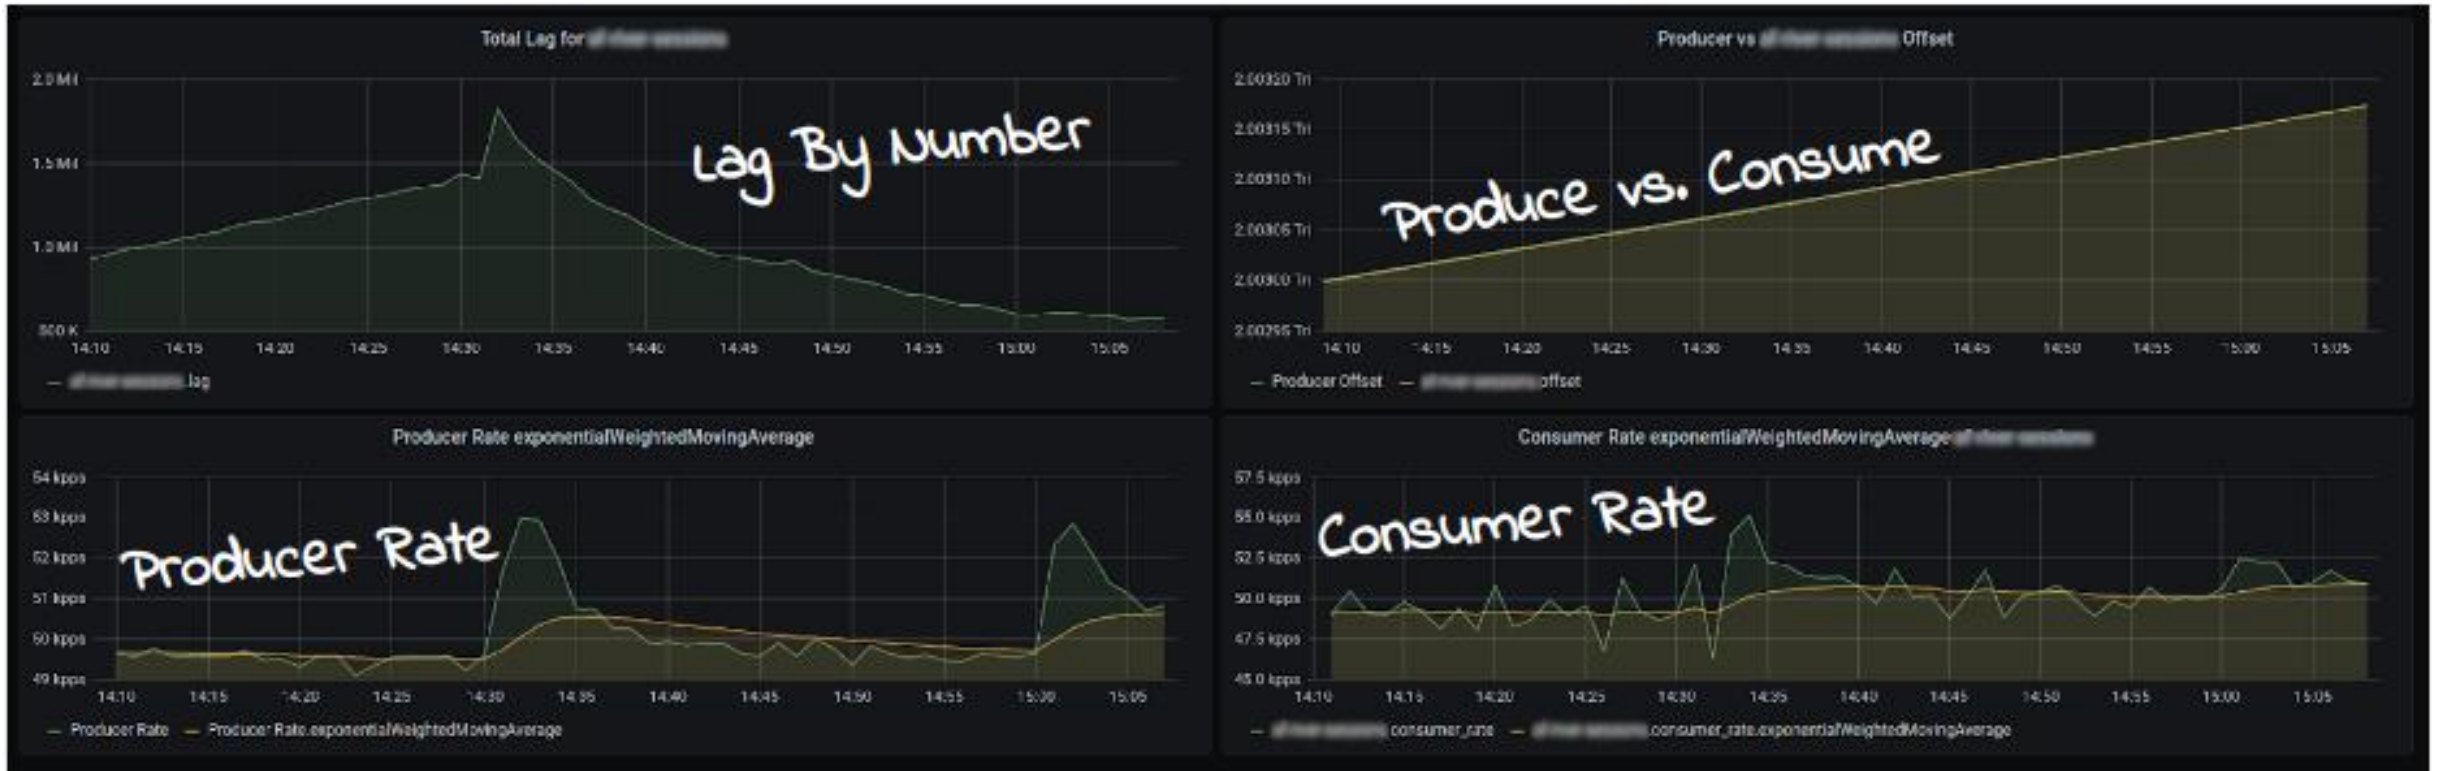 Total Lag for
2.0 Mil
1.5 Mil
1.0 Mil
500 K
14:10 14:15 14:20 14:25 14:30 14:35 14:40 14:45 14:50 14:55 15:00 15:05
lag
Lag By Number
Producer vs Offset
2.00320 Tri
2.00315 Tri
2.00310 Tri
2.00305 Tri
2.00300 Tri
2.00295 Tri
14:10 14:15 14:20 14:25 14:30 14:35 14:40 14:45 14:50 14:55 15:00 15:05
Producer Offset offset
Produce vs. Consume
Producer Rate exponentialWeightedMovingAverage
54 kpps
53 kpps
52 kpps
51 kpps
50 kpps
49 kpps
14:10 14:15 14:20 14:25 14:30 14:35 14:40 14:45 14:50 14:55 15:00 15:05
Producer Rate Producer Rate.exponentialWeightedMovingAverage
Producer Rate
Consumer Rate exponentialWeightedMovingAverage
57.5 kpps
55.0 kpps
52.5 kpps
50.0 kpps
47.5 kpps
45.0 kpps
14:10 14:15 14:20 14:25 14:30 14:35 14:40 14:45 14:50 14:55 15:00 15:05
consumer_rate consumer_rate.exponentialWeightedMovingAverage
Consumer Rate